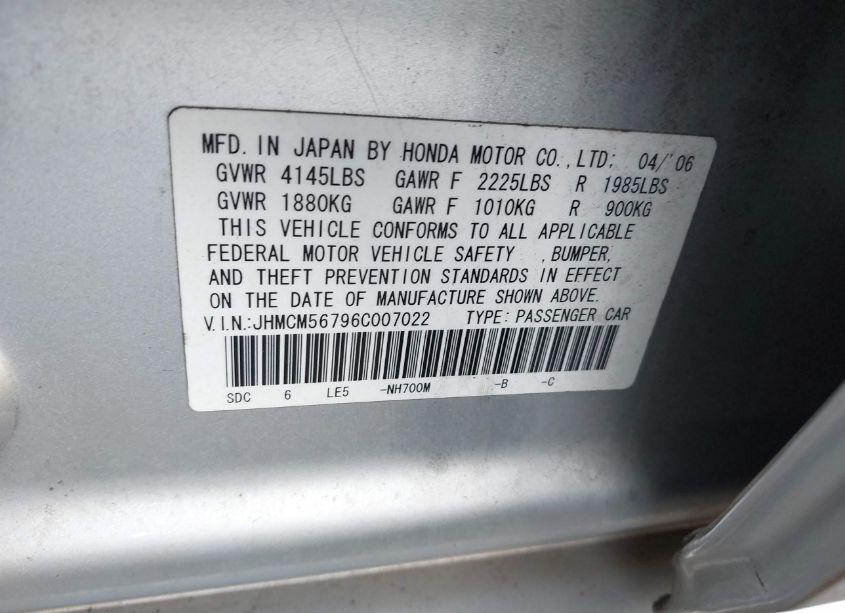 MFD. IN JAPAN BY HONDA MOTOR CO.,LTD: 04/'06
GVWR 4145LBS GAWR F 2225LBS R 1985LBS
GVWR 1880KG GAWR F 1010KG R 900KG
THIS VEHICLE CONFORMS TO ALL APPLICABLE
FEDERAL MOTOR VEHICLE SAFETY , BUMPER,
AND THEFT PREVENTION STANDARDS IN EFFECT
ON THE DATE OF MANUFACTURE SHOWN ABOVE.
V.I.N.:JHMCM56796C007022 TYPE: PASSENGER CAR
SDC 6 LE5 -NH700M -B -C